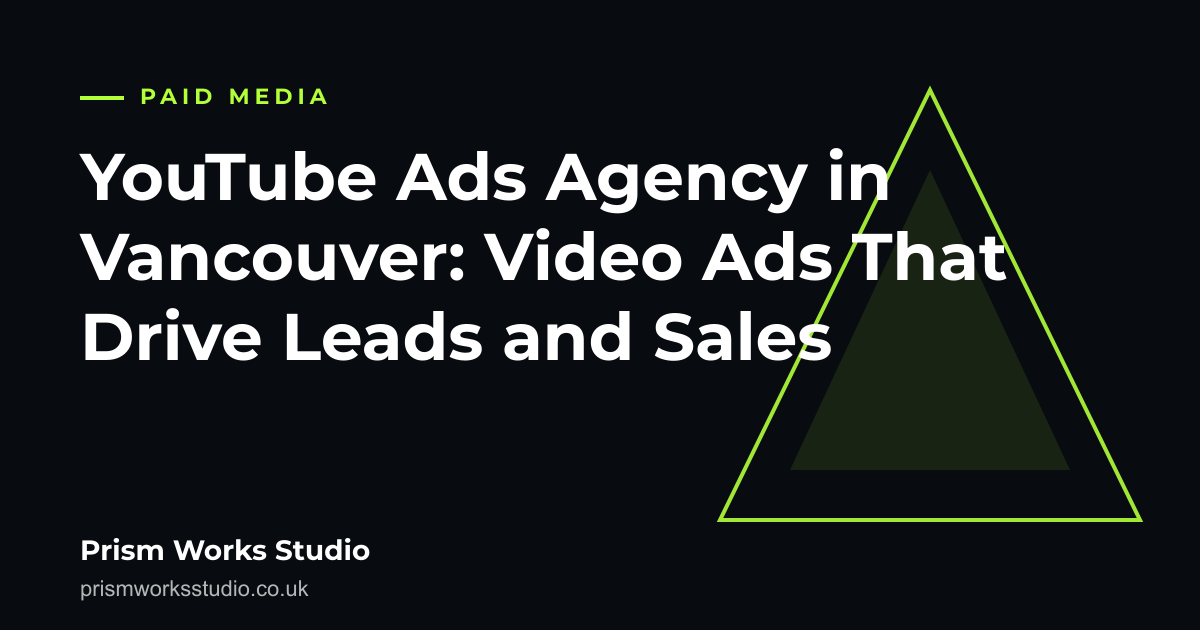 PAID MEDIA
YouTube Ads Agency in
Vancouver: Video Ads That
Drive Leads and Sales
Prism Works Studio
prismworksstudio.co.uk